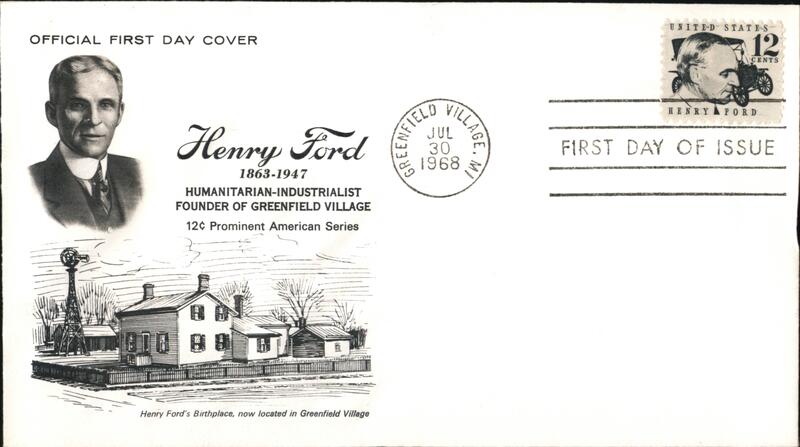 OFFICIAL FIRST DAY COVER
Henry Ford
1863-1947
HUMANITARIAN-INDUSTRIALIST
FOUNDER OF GREENFIELD VILLAGE
12¢ Prominent American Series
Henry Ford's Birthplace, now located in Greenfield Village
GREENFIELD VILLAGE, MI
JUL
30
1968
UNITED STATES
12
CENTS
HENRY FORD
FIRST DAY OF ISSUE